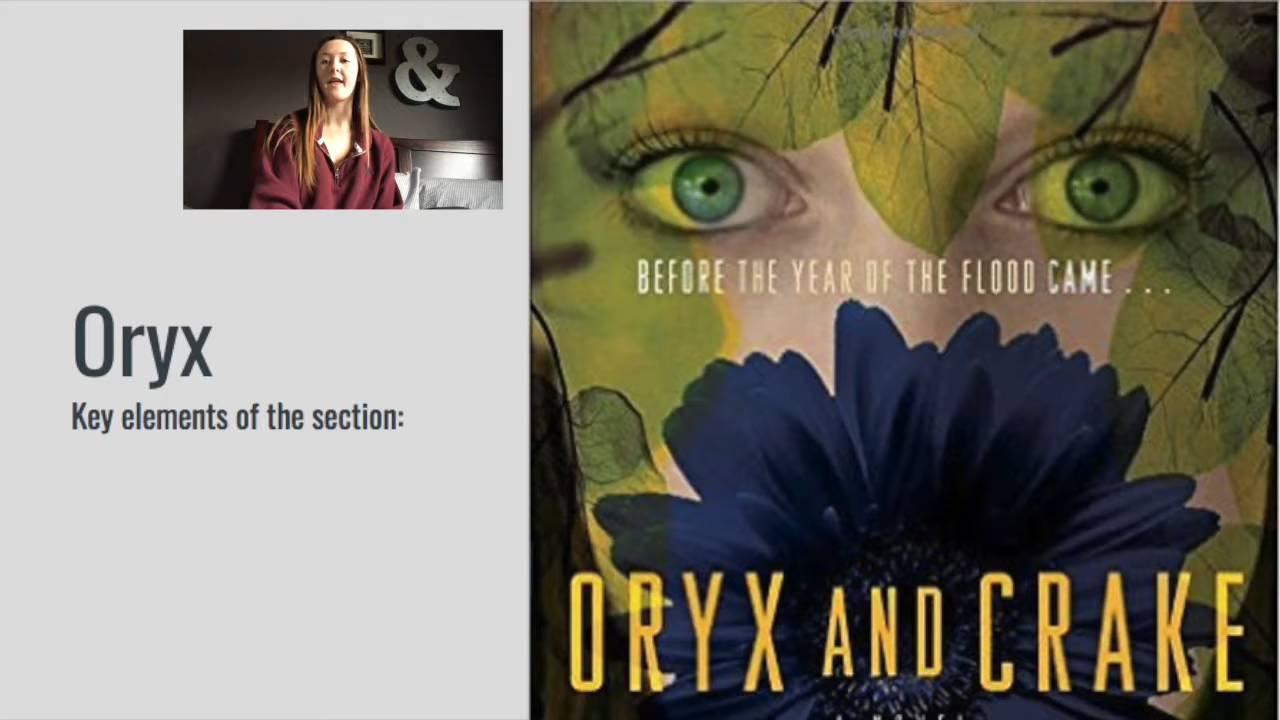 &
Oryx
Key elements of the section:
BEFORE THE YEAR OF THE FLOOD CAME . . .
ORYX AND CRAKE